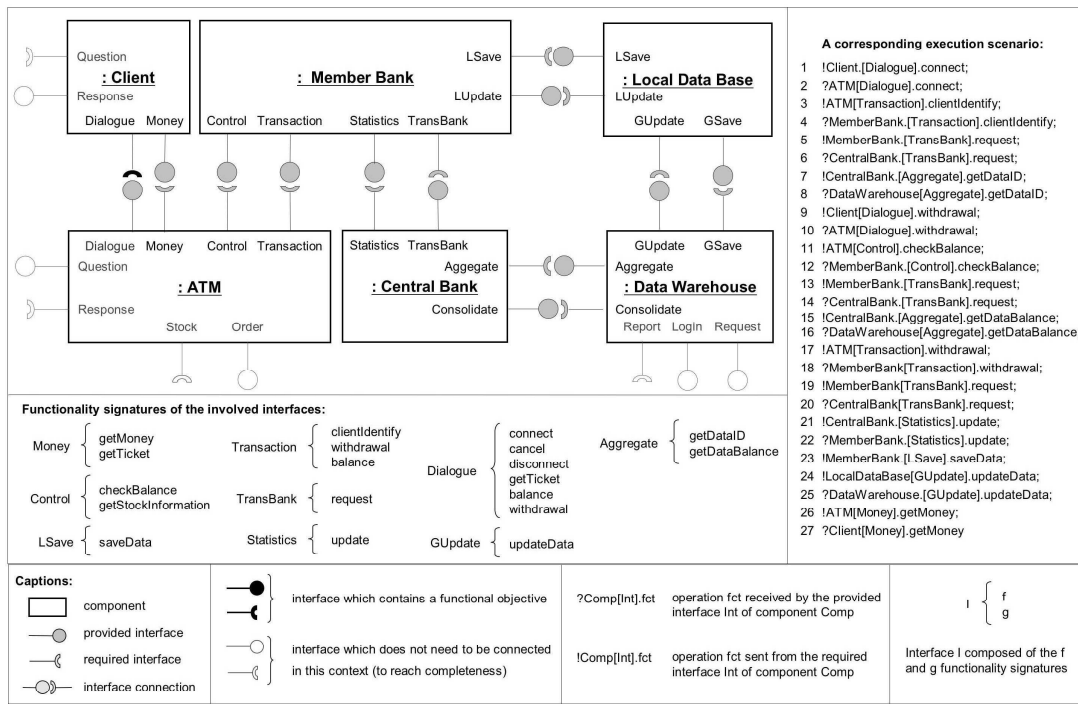 Question
: Client
Response
Dialogue Money
: Member Bank
LSave
LUpdate
Control Transaction Statistics TransBank
LSave
: Local Data Base
LUpdate
GUpdate GSave
Dialogue Money Control Transaction
Question
: ATM
Response
Stock Order
Statistics TransBank
Aggegate
: Central Bank
Consolidate
GUpdate GSave
Aggregate
: Data Warehouse
Consolidate
Report Login Request
A corresponding execution scenario:
1 !Client.[Dialogue].connect;
2 ?ATM[Dialogue].connect;
3 !ATM[Transaction].clientIdentify;
4 ?MemberBank.[Transaction].clientIdentify;
5 !MemberBank.[TransBank].request;
6 ?CentralBank.[TransBank].request;
7 !CentralBank.[Aggregate].getDataID;
8 ?DataWarehouse[Aggregate].getDataID;
9 !Client[Dialogue].withdrawal;
10 ?ATM[Dialogue].withdrawal;
11 !ATM[Control].checkBalance;
12 ?MemberBank.[Control].checkBalance;
13 !MemberBank.[TransBank].request;
14 ?CentralBank.[TransBank].request;
15 !CentralBank.[Aggregate].getDataBalance;
16 ?DataWarehouse[Aggregate].getDataBalance
17 !ATM[Transaction].withdrawal;
18 ?MemberBank[Transaction].withdrawal;
19 !MemberBank[TransBank].request;
20 ?CentralBank[TransBank].request;
21 !CentralBank.[Statistics].update;
22 ?MemberBank.[Statistics].update;
23 !MemberBank.[LSave].saveData;
24 !LocalDataBase[GUpdate].updateData;
25 ?DataWarehouse.[GUpdate].updateData;
26 !ATM[Money].getMoney;
27 ?Client[Money].getMoney
Functionality signatures of the involved interfaces:
Money
getMoney
getTicket
Control
checkBalance
getStockInformation
LSave
saveData
Transaction
clientIdentify
withdrawal
balance
TransBank
request
Statistics
update
Dialogue
connect
cancel
disconnect
getTicket
balance
withdrawal
GUpdate
updateData
Aggregate
getDataID
getDataBalance
Captions:
component
provided interface
required interface
interface connection
interface which contains a functional objective
interface which does not need to be connected
in this context (to reach completeness)
?Comp[Int].fct operation fct received by the provided
interface Int of component Comp
!Comp[Int].fct operation fct sent from the required
interface Int of component Comp
I
f
g
Interface I composed of the f
and g functionality signatures